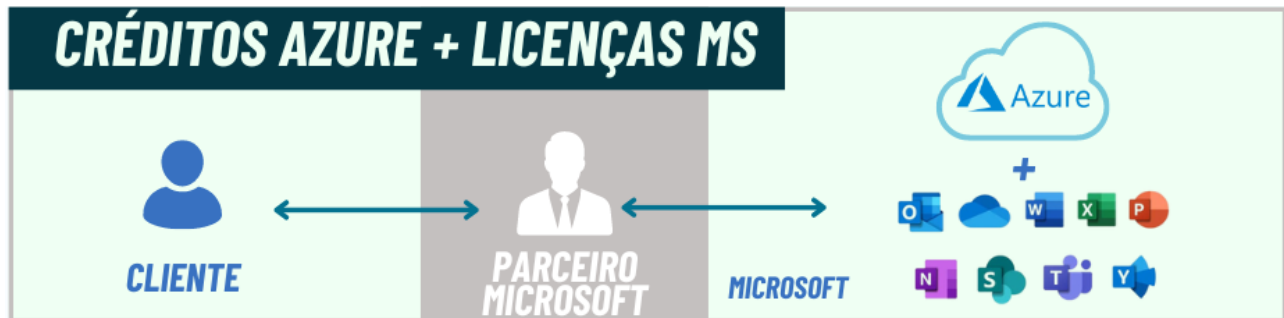 CRÉDITOS AZURE + LICENÇAS MS
Azure
+
O W X P
CLIENTE
PARCEIRO
MICROSOFT
MICROSOFT
N S T Y